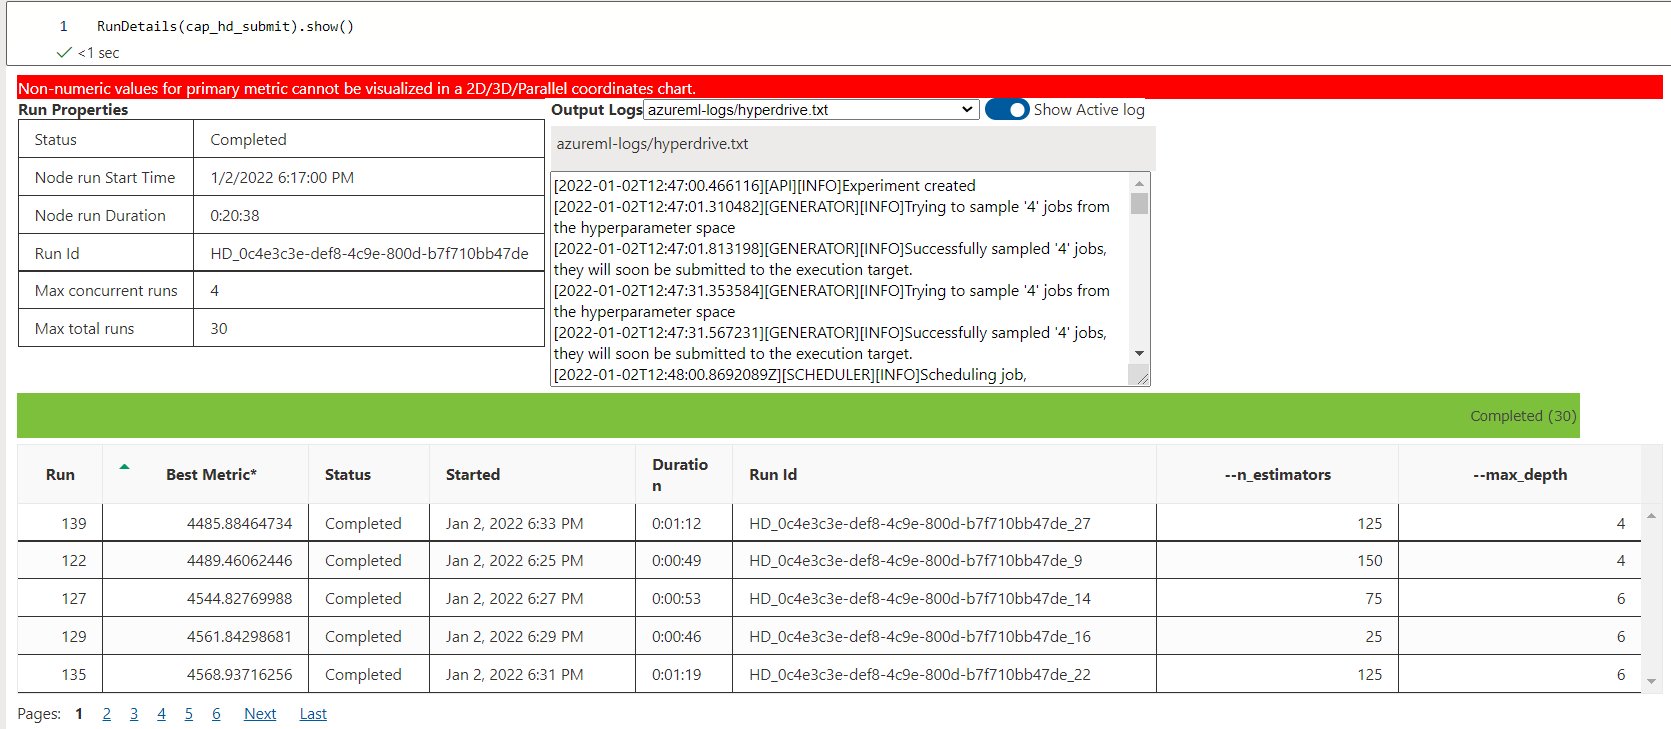 1 RunDetails(cap_hd_submit).show()
<1 sec
Non-numeric values for primary metric cannot be visualized in a 2D/3D/Parallel coordinates chart.
Run Properties
Status Completed
Node run Start Time 1/2/2022 6:17:00 PM
Node run Duration 0:20:38
Run Id HD_0c4e3c3e-def8-4c9e-800d-b7f710bb47de
Max concurrent runs 4
Max total runs 30
Output Logs azureml-logs/hyperdrive.txt Show Active log
azureml-logs/hyperdrive.txt
[2022-01-02T12:47:00.466116][API][INFO]Experiment created
[2022-01-02T12:47:01.310482][GENERATOR][INFO]Trying to sample '4' jobs from
the hyperparameter space
[2022-01-02T12:47:01.813198][GENERATOR][INFO]Successfully sampled '4' jobs,
they will soon be submitted to the execution target.
[2022-01-02T12:47:31.353584][GENERATOR][INFO]Trying to sample '4' jobs from
the hyperparameter space
[2022-01-02T12:47:31.567231][GENERATOR][INFO]Successfully sampled '4' jobs,
they will soon be submitted to the execution target.
[2022-01-02T12:48:00.8692089Z][SCHEDULER][INFO]Scheduling job,
Completed (30)
Run Best Metric* Status Started Duratio
n Run Id --n_estimators --max_depth
139 4485.88464734 Completed Jan 2, 2022 6:33 PM 0:01:12 HD_0c4e3c3e-def8-4c9e-800d-b7f710bb47de_27 125 4
122 4489.46062446 Completed Jan 2, 2022 6:25 PM 0:00:49 HD_0c4e3c3e-def8-4c9e-800d-b7f710bb47de_9 150 4
127 4544.82769988 Completed Jan 2, 2022 6:27 PM 0:00:53 HD_0c4e3c3e-def8-4c9e-800d-b7f710bb47de_14 75 6
129 4561.84298681 Completed Jan 2, 2022 6:29 PM 0:00:46 HD_0c4e3c3e-def8-4c9e-800d-b7f710bb47de_16 25 6
135 4568.93716256 Completed Jan 2, 2022 6:31 PM 0:01:19 HD_0c4e3c3e-def8-4c9e-800d-b7f710bb47de_22 125 6
Pages: 1 2 3 4 5 6 Next Last